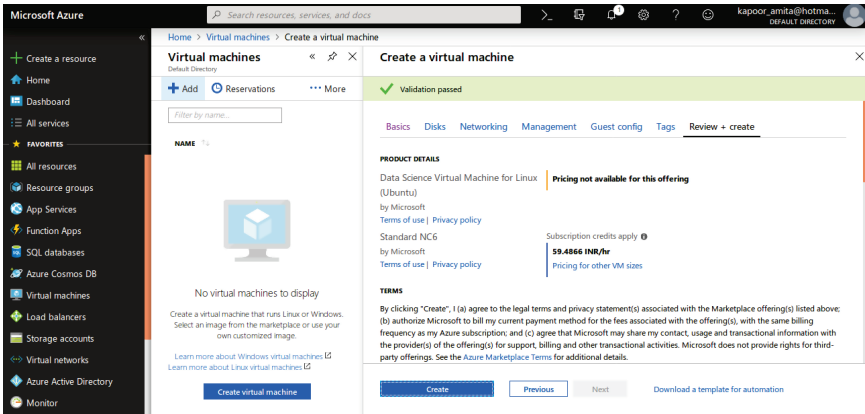 Microsoft Azure
Search resources, services, and docs
1
kapoor_amita@hotma...
DEFAULT DIRECTORY
Create a resource
Home
Dashboard
All services
FAVORITES
All resources
Resource groups
App Services
Function Apps
SQL databases
Azure Cosmos DB
Virtual machines
Load balancers
Storage accounts
Virtual networks
Azure Active Directory
Monitor
Home > Virtual machines > Create a virtual machine
Virtual machines
Default Directory
Add Reservations More
Filter by name...
NAME
No virtual machines to display
Create a virtual machine that runs Linux or Windows.
Select an image from the marketplace or use your
own customized image.
Learn more about Windows virtual machines
Learn more about Linux virtual machines
Create virtual machine
Create a virtual machine
Validation passed
Basics Disks Networking Management Guest config Tags Review + create
PRODUCT DETAILS
Data Science Virtual Machine for Linux
(Ubuntu)
by Microsoft
Terms of use | Privacy policy
Pricing not available for this offering
Standard NC6
by Microsoft
Terms of use | Privacy policy
Subscription credits apply
59.4866 INR/hr
Pricing for other VM sizes
TERMS
By clicking "Create", I (a) agree to the legal terms and privacy statement(s) associated with the Marketplace offering(s) listed above;
(b) authorize Microsoft to bill my current payment method for the fees associated with the offering(s), with the same billing
frequency as my Azure subscription; and (c) agree that Microsoft may share my contact, usage and transactional information with
the provider(s) of the offering(s) for support, billing and other transactional activities. Microsoft does not provide rights for third-
party offerings. See the Azure Marketplace Terms for additional details.
Create Previous Next Download a template for automation